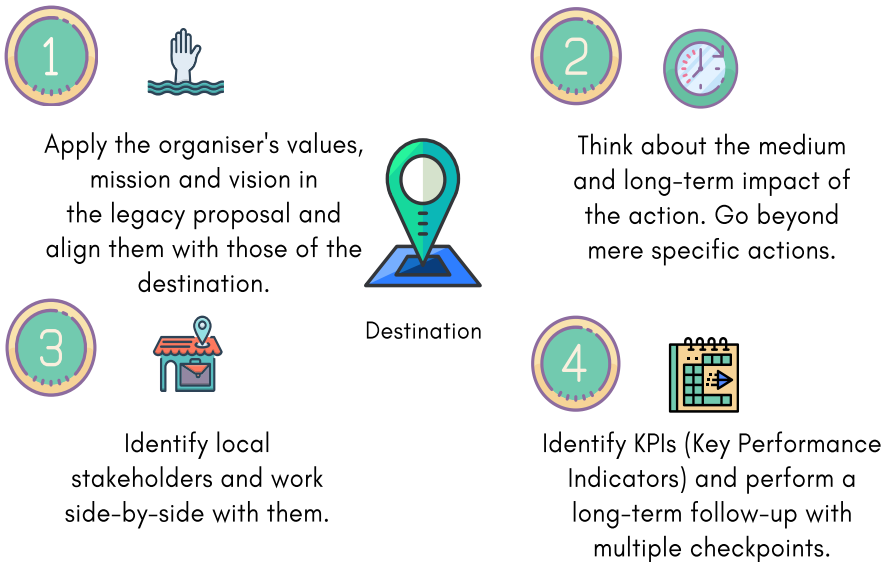 1
Apply the organiser's values,
mission and vision in
the legacy proposal and
align them with those of the
destination.
2
Think about the medium
and long-term impact of
the action. Go beyond
mere specific actions.
Destination
3
Identify local
stakeholders and work
side-by-side with them.
4
Identify KPIs (Key Performance
Indicators) and perform a
long-term follow-up with
multiple checkpoints.